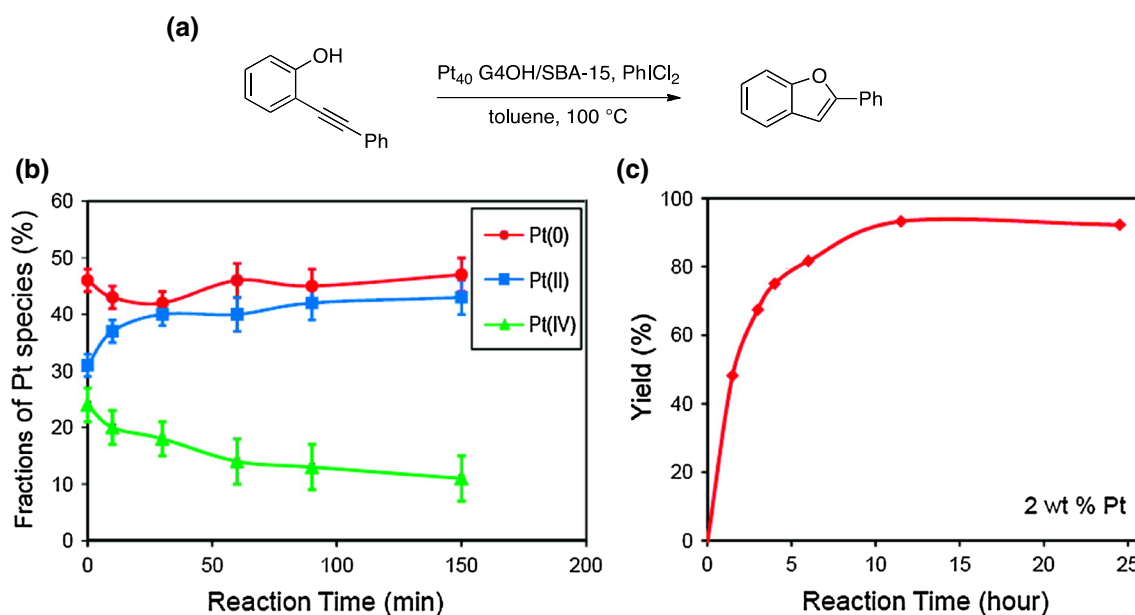 (a)
OH
Ph
Pt₄₀ G4OH/SBA-15, PhICl₂
toluene, 100 °C
O
Ph
(b)
Fractions of Pt species (%)
60
50
40
30
20
10
0
0 50 100 150 200
Reaction Time (min)
Pt(0)
Pt(II)
Pt(IV)
(c)
Yield (%)
100
80
60
40
20
0
0 5 10 15 20 25
Reaction Time (hour)
2 wt % Pt